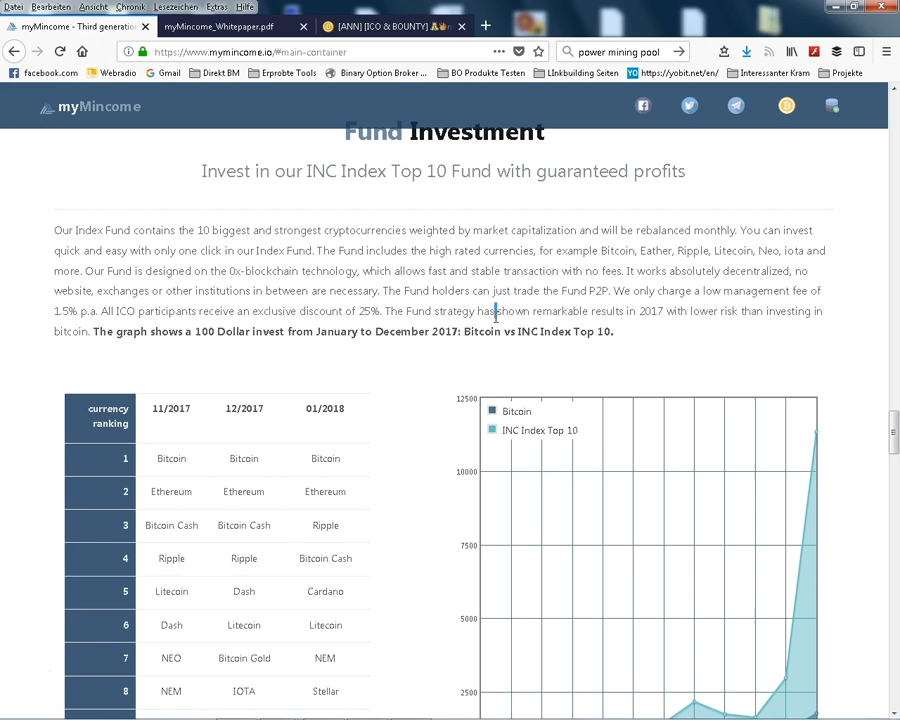 Datei Bearbeiten Ansicht Chronik Lesezeichen Extras Hilfe
myMincome - Third generatio
myMincome_Whitepaper.pdf
[ANN] [ICO & BOUNTY]
https://www.mymincome.io/#main-container
power mining pool
facebook.com Webradio Gmail Direkt BM Erprobte Tools Binary Option Broker ... BO Produkte Testen LInkbuilding Seiten YO https://yobit.net/en/ Interessanter Kram Projekte
myMincome
Fund Investment
Invest in our INC Index Top 10 Fund with guaranteed profits
Our Index Fund contains the 10 biggest and strongest cryptocurrencies weighted by market capitalization and will be rebalanced monthly. You can invest
quick and easy with only one click in our Index Fund. The Fund includes the high rated currencies, for example Bitcoin, Eather, Ripple, Litecoin, Neo, iota and
more. Our Fund is designed on the 0x-blockchain technology, which allows fast and stable transaction with no fees. It works absolutely decentralized, no
website, exchanges or other institutions in between are necessary. The Fund holders can just trade the Fund P2P. We only charge a low management fee of
1.5% p.a. All ICO participants receive an exclusive discount of 25%. The Fund strategy has shown remarkable results in 2017 with lower risk than investing in
bitcoin. The graph shows a 100 Dollar invest from January to December 2017: Bitcoin vs INC Index Top 10.
currency ranking 11/2017 12/2017 01/2018
1 Bitcoin Bitcoin Bitcoin
2 Ethereum Ethereum Ethereum
3 Bitcoin Cash Bitcoin Cash Ripple
4 Ripple Ripple Bitcoin Cash
5 Litecoin Dash Cardano
6 Dash Litecoin Litecoin
7 NEO Bitcoin Gold NEM
8 NEM IOTA Stellar
12500
Bitcoin
INC Index Top 10
10000
7500
5000
2500